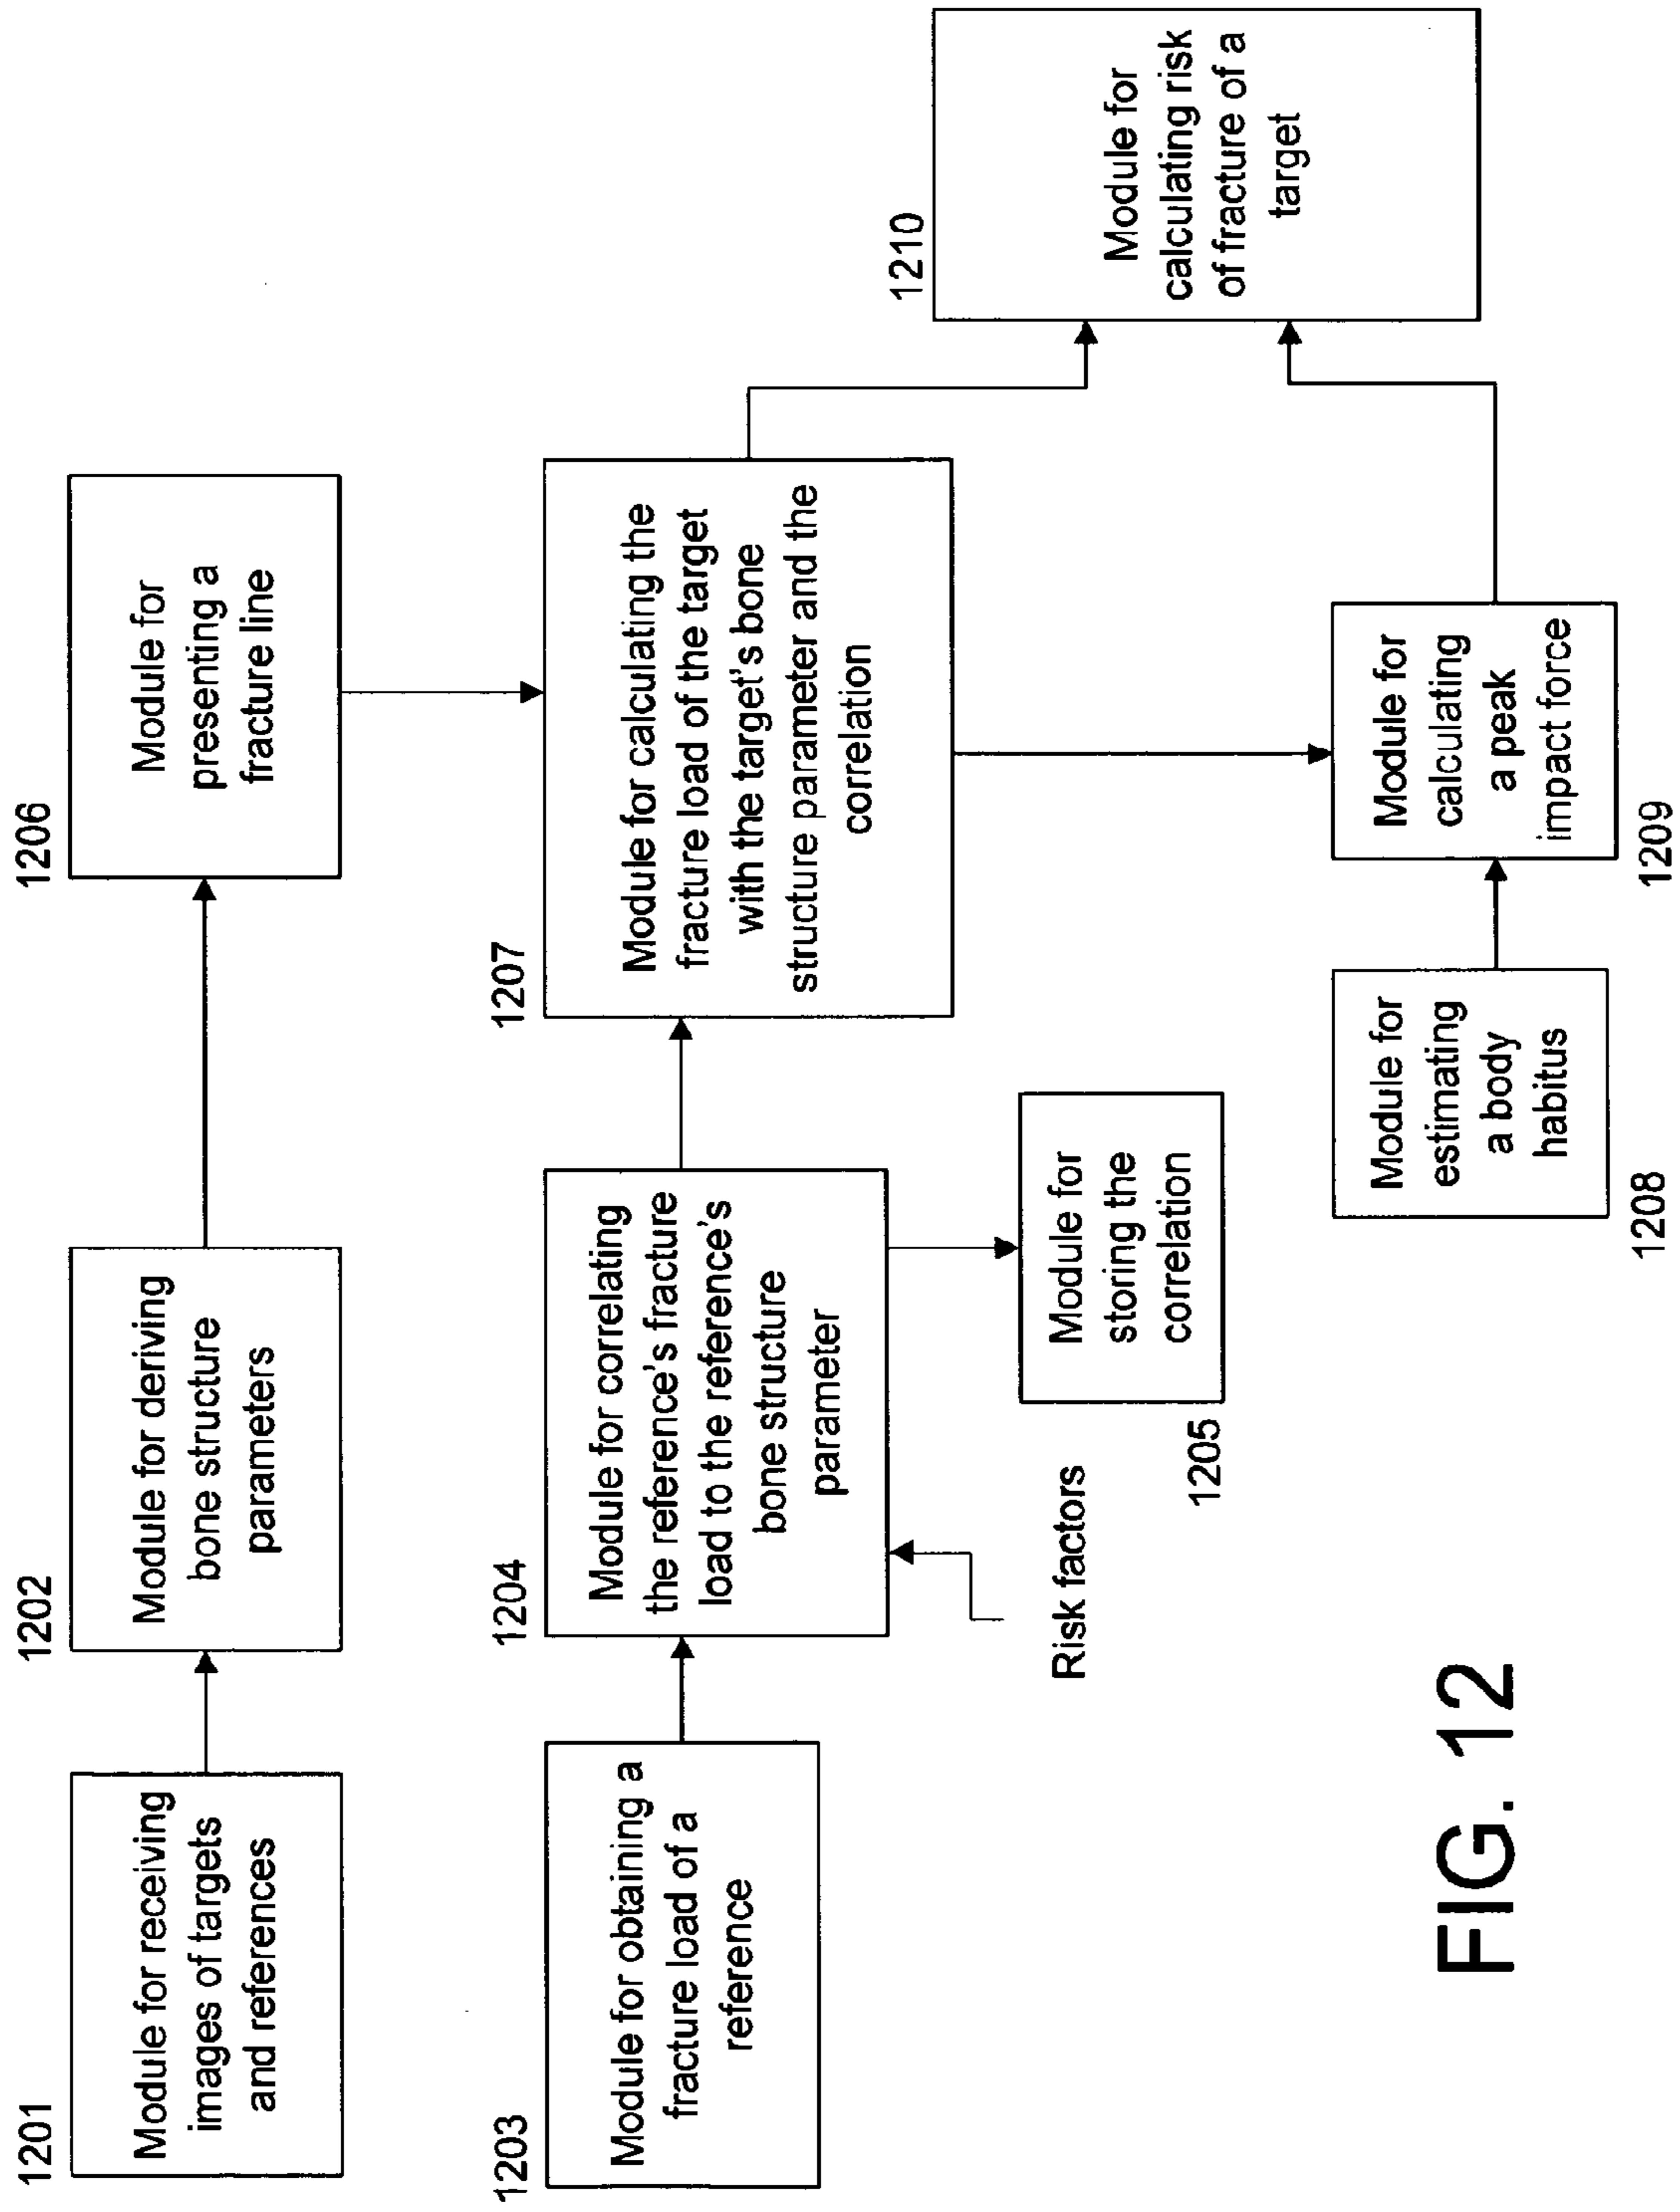 1201
Module for receiving
images of targets
and references
1202
Module for deriving
bone structure
parameters
1206
Module for
presenting a
fracture line
1203
Module for obtaining a
fracture load of a
reference
1204
Module for correlating
the reference's fracture
load to the reference's
bone structure
parameter
1207
Module for calculating the
fracture load of the target
with the target's bone
structure parameter and the
correlation
1210
Module for
calculating risk
of fracture of a
target
Risk factors
1205
Module for
storing the
correlation
1208
Module for
estimating
a body
habitus
Module for
calculating
a peak
impact force
1209
FIG. 12